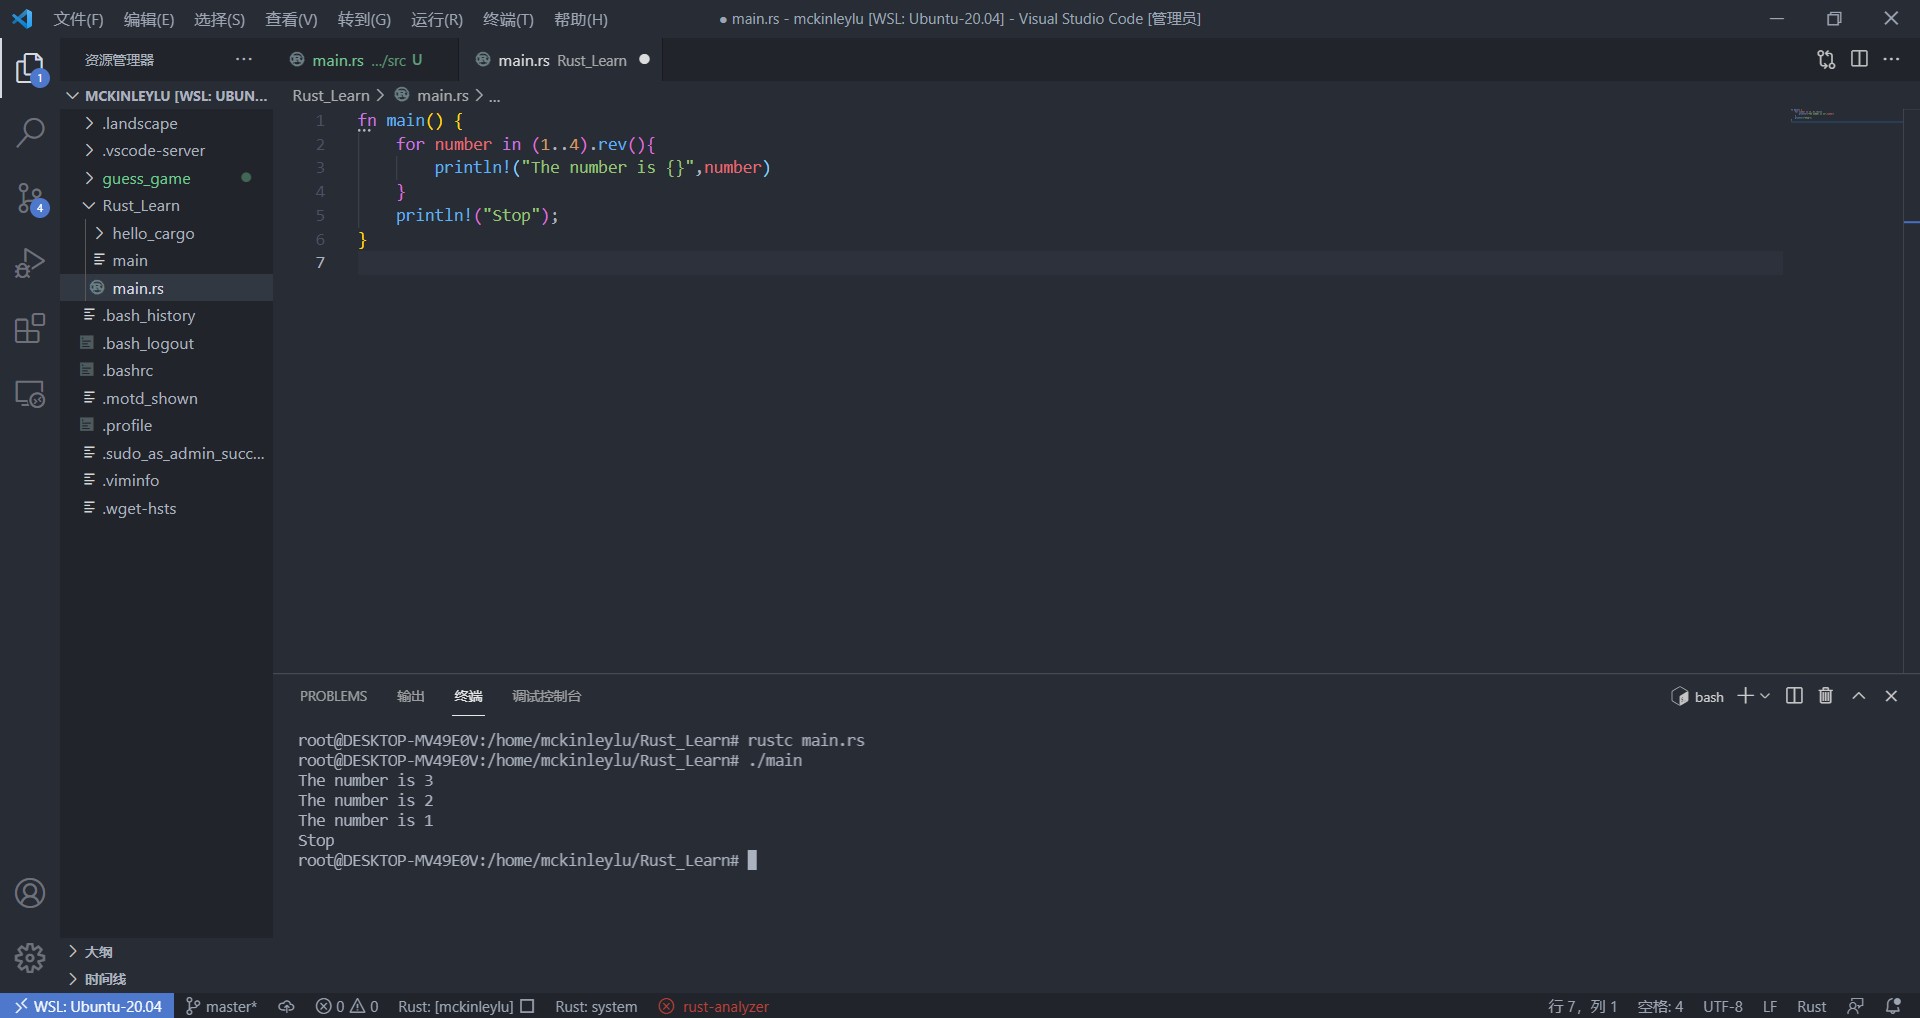 文件(F) 编辑(E) 选择(S) 查看(V) 转到(G) 运行(R) 终端(T) 帮助(H) ● main.rs - mckinleylu [WSL: Ubuntu-20.04] - Visual Studio Code [管理员]
资源管理器 ···
main.rs .../src U
main.rs Rust_Learn
1
4
MCKINLEYLU [WSL: UBUN...
.landscape
.vscode-server
guess_game
Rust_Learn
hello_cargo
main
main.rs
.bash_history
.bash_logout
.bashrc
.motd_shown
.profile
.sudo_as_admin_succ...
.viminfo
.wget-hsts
大纲
时间线
Rust_Learn > main.rs > ...
1 fn main() {
2 for number in (1..4).rev(){
3 println!("The number is {}",number)
4 }
5 println!("Stop");
6 }
7
PROBLEMS 输出 终端 调试控制台 bash
root@DESKTOP-MV49E0V:/home/mckinleylu/Rust_Learn# rustc main.rs
root@DESKTOP-MV49E0V:/home/mckinleylu/Rust_Learn# ./main
The number is 3
The number is 2
The number is 1
Stop
root@DESKTOP-MV49E0V:/home/mckinleylu/Rust_Learn#
WSL: Ubuntu-20.04 master* 0 0 Rust: [mckinleylu] Rust: system rust-analyzer 行 7，列 1 空格: 4 UTF-8 LF Rust